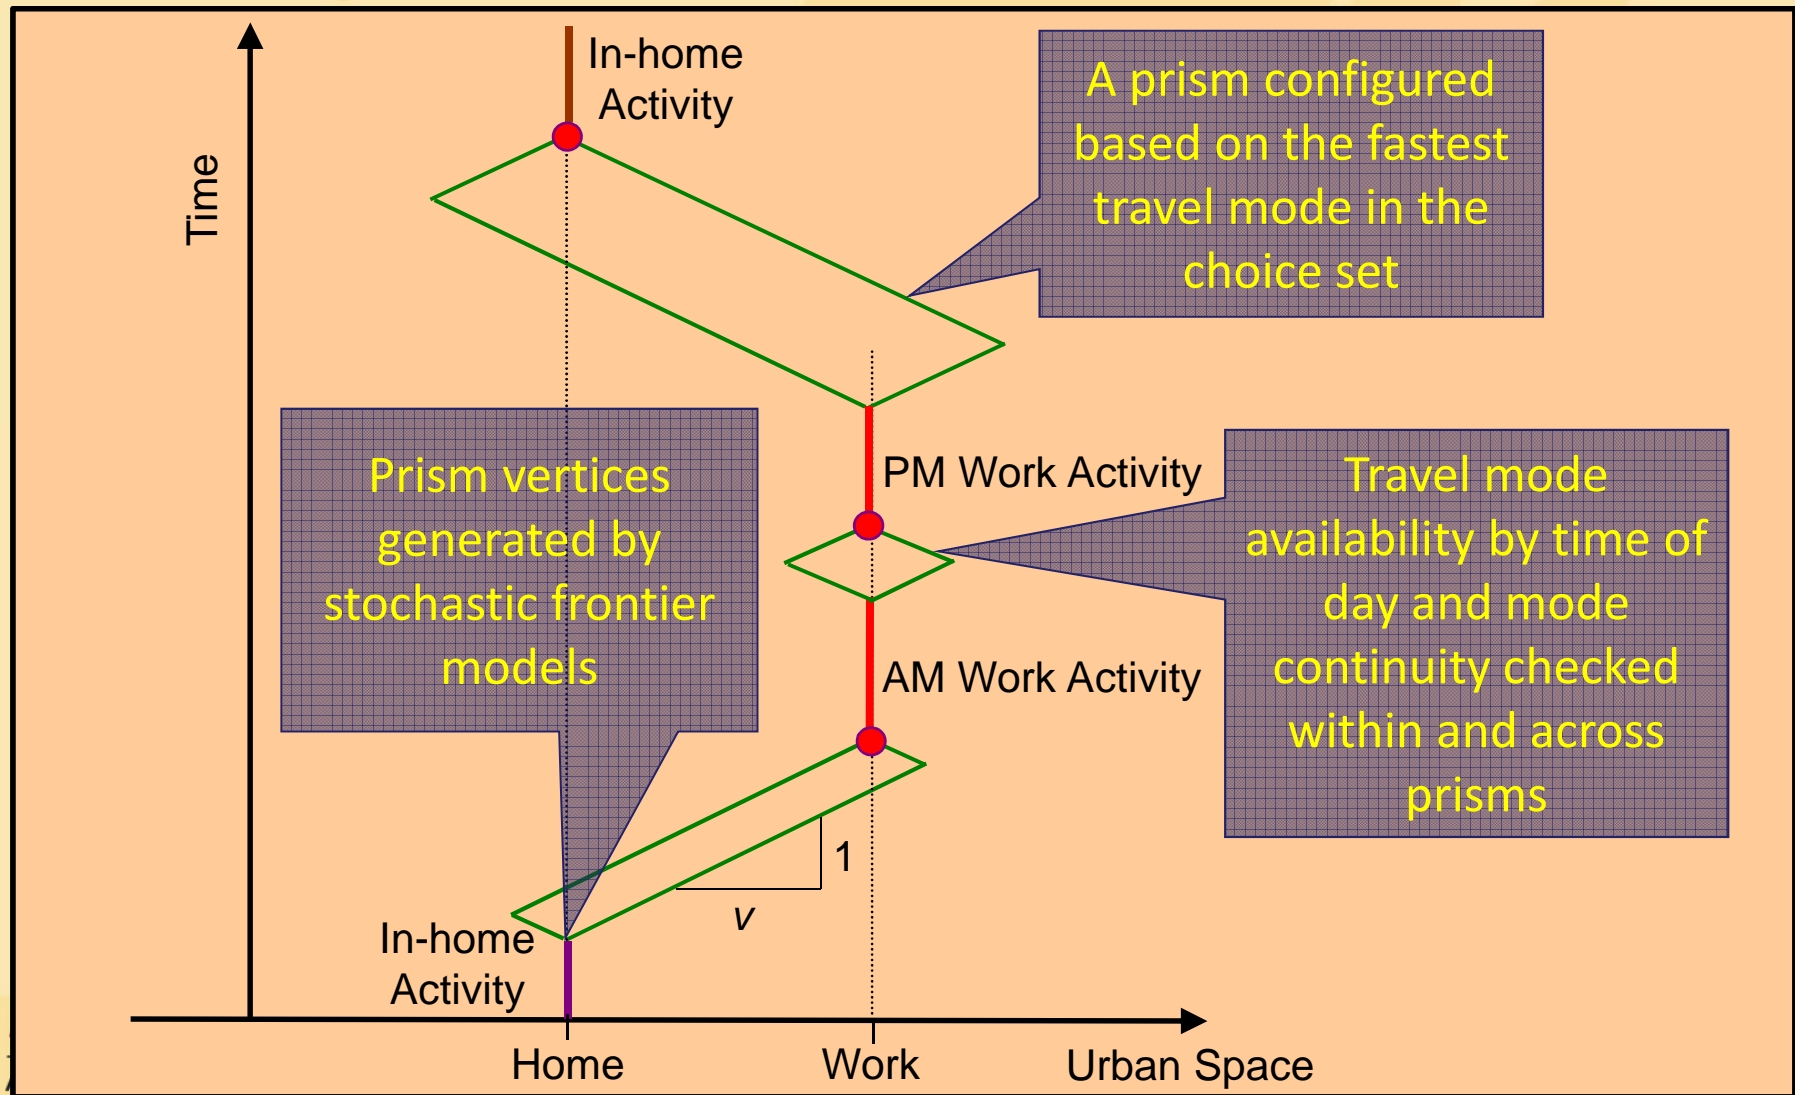 In-home
Activity
Time
A prism configured
based on the fastest
travel mode in the
choice set
Prism vertices
generated by
stochastic frontier
models
PM Work Activity
Travel mode
availability by time of
day and mode
continuity checked
within and across
prisms
AM Work Activity
1
v
In-home
Activity
Home
Work
Urban Space